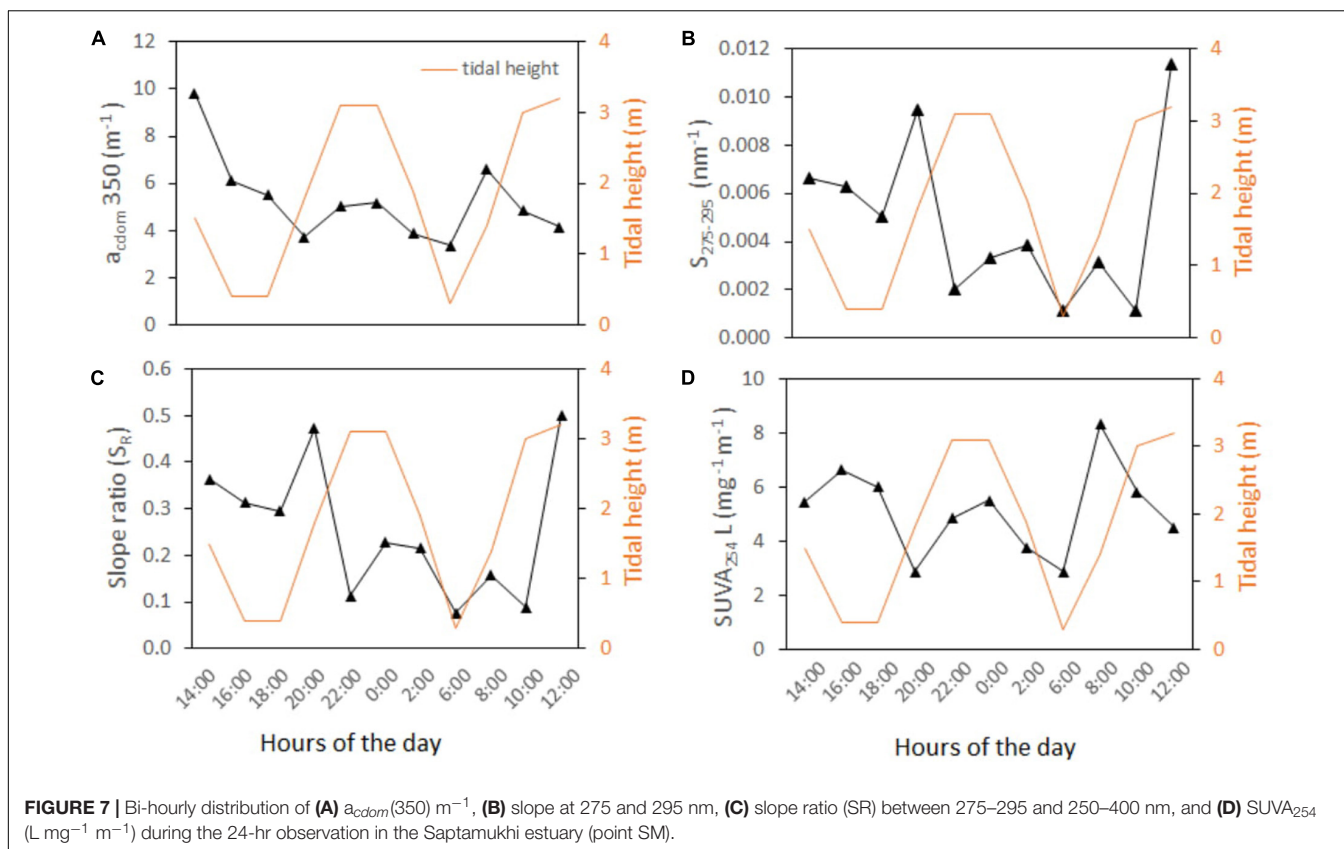 A
12
10
8
6
4
2
0
a_cdom 350 (m⁻¹)
tidal height
4
3
2
1
0
Tidal height (m)
B
0.012
0.010
0.008
0.006
0.004
0.002
0.000
S₂₇₅₋₂₉₅ (nm⁻¹)
4
3
2
1
0
Tidal height (m)
C
0.6
0.5
0.4
0.3
0.2
0.1
0.0
Slope ratio (S_R)
4
3
2
1
0
Tidal height (m)
14:00 16:00 18:00 20:00 22:00 0:00 2:00 6:00 8:00 10:00 12:00
Hours of the day
D
10
8
6
4
2
0
SUVA₂₅₄ L (mg⁻¹ m⁻¹)
4
3
2
1
0
Tidal height (m)
14:00 16:00 18:00 20:00 22:00 0:00 2:00 6:00 8:00 10:00 12:00
Hours of the day
FIGURE 7 | Bi-hourly distribution of (A) a_cdom(350) m⁻¹, (B) slope at 275 and 295 nm, (C) slope ratio (SR) between 275–295 and 250–400 nm, and (D) SUVA₂₅₄
(L mg⁻¹ m⁻¹) during the 24-hr observation in the Saptamukhi estuary (point SM).